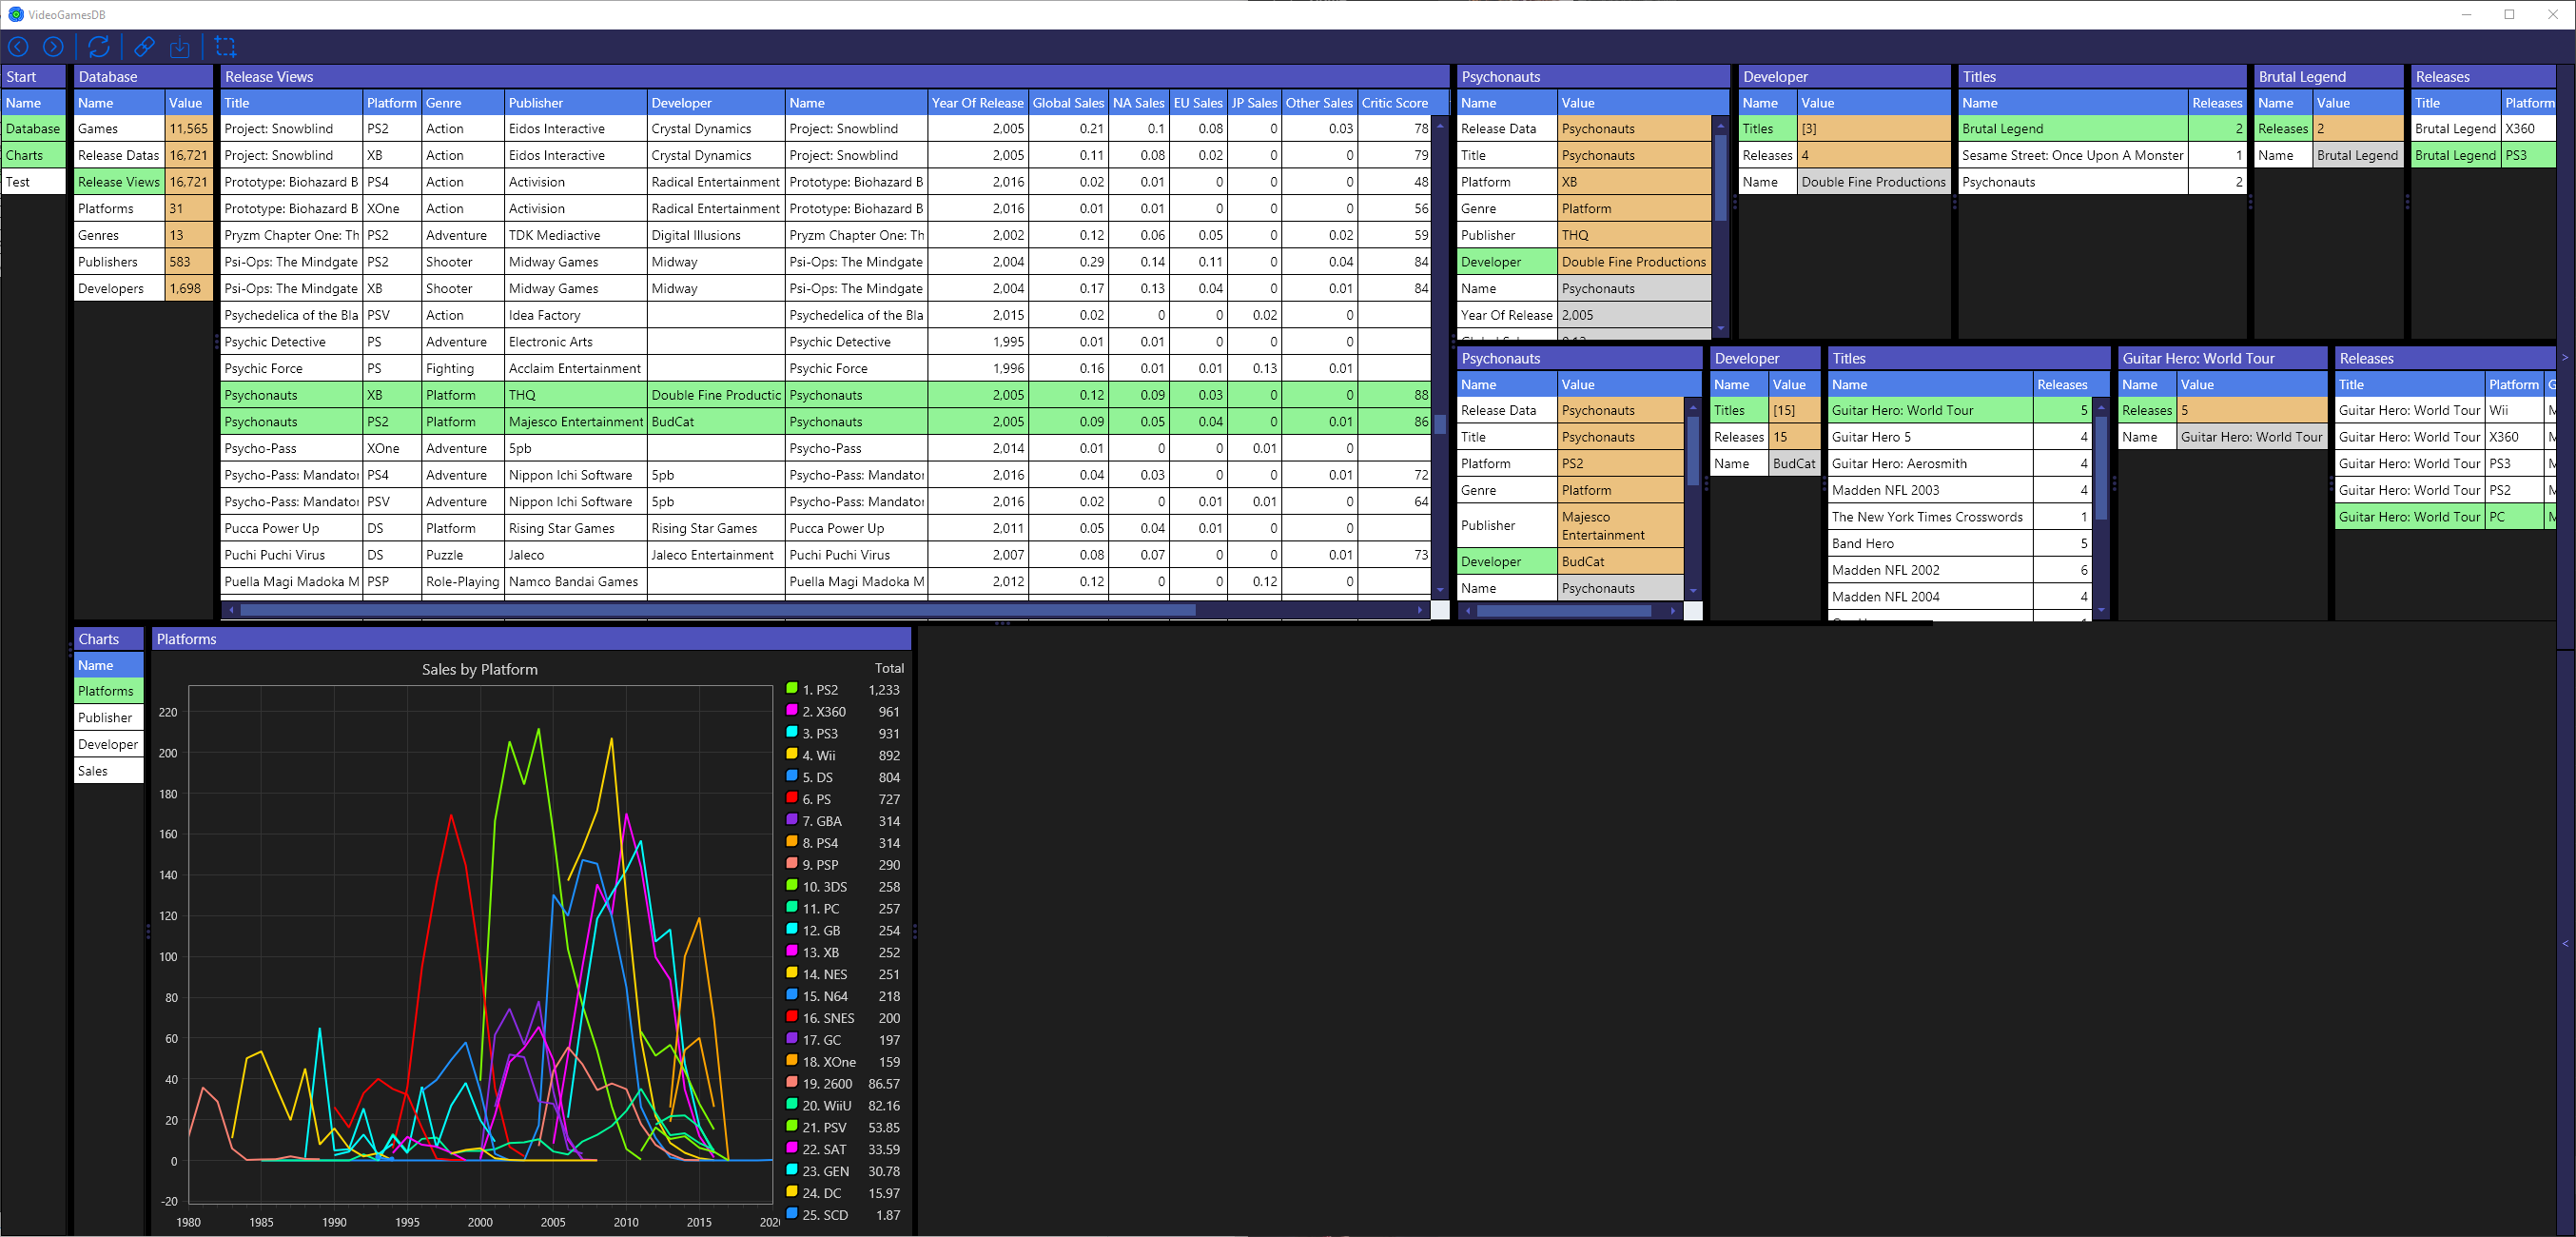 VideoGamesDB
Start
Name
Database
Charts
Test
Database
Name Value
Games 11,565
Release Datas 16,721
Release Views 16,721
Platforms 31
Genres 13
Publishers 583
Developers 1,698
Release Views
Title Platform Genre Publisher Developer Name Year Of Release Global Sales NA Sales EU Sales JP Sales Other Sales Critic Score
Project: Snowblind PS2 Action Eidos Interactive Crystal Dynamics Project: Snowblind 2,005 0.21 0.1 0.08 0 0.03 78
Project: Snowblind XB Action Eidos Interactive Crystal Dynamics Project: Snowblind 2,005 0.11 0.08 0.02 0 0 79
Prototype: Biohazard B PS4 Action Activision Radical Entertainment Prototype: Biohazard B 2,016 0.02 0.01 0 0 0 48
Prototype: Biohazard B XOne Action Activision Radical Entertainment Prototype: Biohazard B 2,016 0.01 0.01 0 0 0 56
Pryzm Chapter One: Th PS2 Adventure TDK Mediactive Digital Illusions Pryzm Chapter One: Th 2,002 0.12 0.06 0.05 0 0.02 59
Psi-Ops: The Mindgate PS2 Shooter Midway Games Midway Psi-Ops: The Mindgate 2,004 0.29 0.14 0.11 0 0.04 84
Psi-Ops: The Mindgate XB Shooter Midway Games Midway Psi-Ops: The Mindgate 2,004 0.17 0.13 0.04 0 0.01 84
Psychedelica of the Bla PSV Action Idea Factory Psychedelica of the Bla 2,015 0.02 0 0 0.02 0
Psychic Detective PS Adventure Electronic Arts Psychic Detective 1,995 0.01 0.01 0 0 0
Psychic Force PS Fighting Acclaim Entertainment Psychic Force 1,996 0.16 0.01 0.01 0.13 0.01
Psychonauts XB Platform THQ Double Fine Productic Psychonauts 2,005 0.12 0.09 0.03 0 0 88
Psychonauts PS2 Platform Majesco Entertainment BudCat Psychonauts 2,005 0.09 0.05 0.04 0 0.01 86
Psycho-Pass XOne Adventure 5pb Psycho-Pass 2,014 0.01 0 0 0.01 0
Psycho-Pass: Mandator PS4 Adventure Nippon Ichi Software 5pb Psycho-Pass: Mandator 2,016 0.04 0.03 0 0 0.01 72
Psycho-Pass: Mandator PSV Adventure Nippon Ichi Software 5pb Psycho-Pass: Mandator 2,016 0.02 0 0.01 0.01 0 64
Pucca Power Up DS Platform Rising Star Games Rising Star Games Pucca Power Up 2,011 0.05 0.04 0.01 0 0
Puchi Puchi Virus DS Puzzle Jaleco Jaleco Entertainment Puchi Puchi Virus 2,007 0.08 0.07 0 0 0.01 73
Puella Magi Madoka M PSP Role-Playing Namco Bandai Games Puella Magi Madoka M 2,012 0.12 0 0 0.12 0
Psychonauts
Name Value
Release Data Psychonauts
Title Psychonauts
Platform XB
Genre Platform
Publisher THQ
Developer Double Fine Productions
Name Psychonauts
Year Of Release 2,005
Developer
Name Value
Titles [3]
Releases 4
Name Double Fine Productions
Titles
Name Releases
Brutal Legend 2
Sesame Street: Once Upon A Monster 1
Psychonauts 2
Brutal Legend
Name Value
Releases 2
Name Brutal Legend
Releases
Title Platform
Brutal Legend X360
Brutal Legend PS3
Psychonauts
Name Value
Release Data Psychonauts
Title Psychonauts
Platform PS2
Genre Platform
Publisher Majesco
Entertainment
Developer BudCat
Name Psychonauts
Developer
Name Value
Titles [15]
Releases 15
Name BudCat
Titles
Name Releases
Guitar Hero: World Tour 5
Guitar Hero 5 4
Guitar Hero: Aerosmith 4
Madden NFL 2003 4
The New York Times Crosswords 1
Band Hero 5
Madden NFL 2002 6
Madden NFL 2004 4
Guitar Hero: World Tour
Name Value
Releases 5
Name Guitar Hero: World Tour
Releases
Title Platform G
Guitar Hero: World Tour Wii M
Guitar Hero: World Tour X360 M
Guitar Hero: World Tour PS3 M
Guitar Hero: World Tour PS2 M
Guitar Hero: World Tour PC M
Charts
Name
Platforms
Publisher
Developer
Sales
Platforms
Sales by Platform
220
200
180
160
140
120
100
80
60
40
20
0
-20
1980 1985 1990 1995 2000 2005 2010 2015 202
Total
1. PS2 1,233
2. X360 961
3. PS3 931
4. Wii 892
5. DS 804
6. PS 727
7. GBA 314
8. PS4 314
9. PSP 290
10. 3DS 258
11. PC 257
12. GB 254
13. XB 252
14. NES 251
15. N64 218
16. SNES 200
17. GC 197
18. XOne 159
19. 2600 86.57
20. WiiU 82.16
21. PSV 53.85
22. SAT 33.59
23. GEN 30.78
24. DC 15.97
25. SCD 1.87